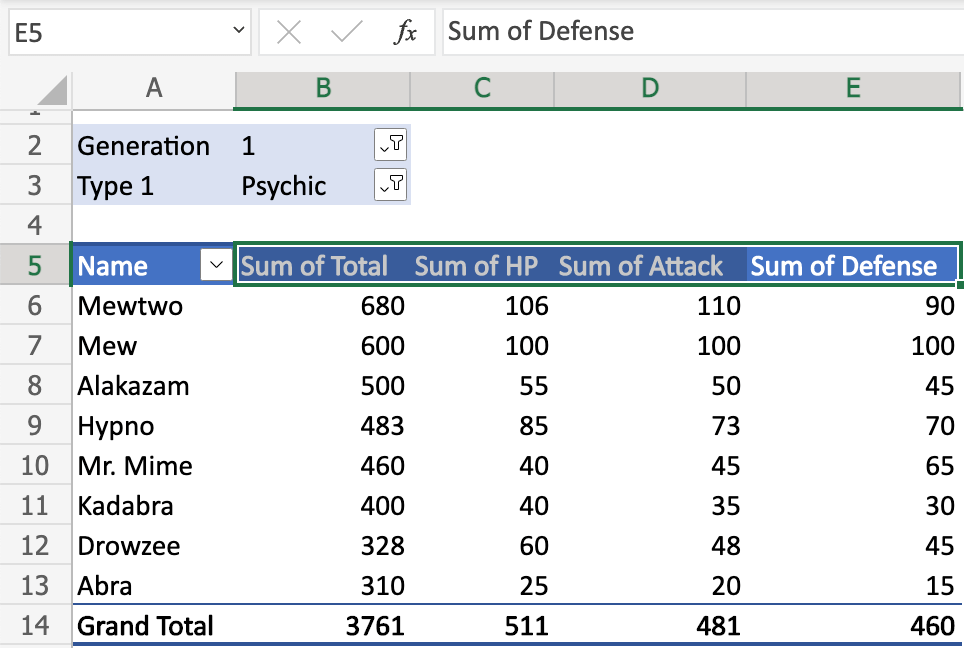 E5 fx Sum of Defense
A B C D E
1
2 Generation 1
3 Type 1 Psychic
4
5 Name Sum of Total Sum of HP Sum of Attack Sum of Defense
6 Mewtwo 680 106 110 90
7 Mew 600 100 100 100
8 Alakazam 500 55 50 45
9 Hypno 483 85 73 70
10 Mr. Mime 460 40 45 65
11 Kadabra 400 40 35 30
12 Drowzee 328 60 48 45
13 Abra 310 25 20 15
14 Grand Total 3761 511 481 460